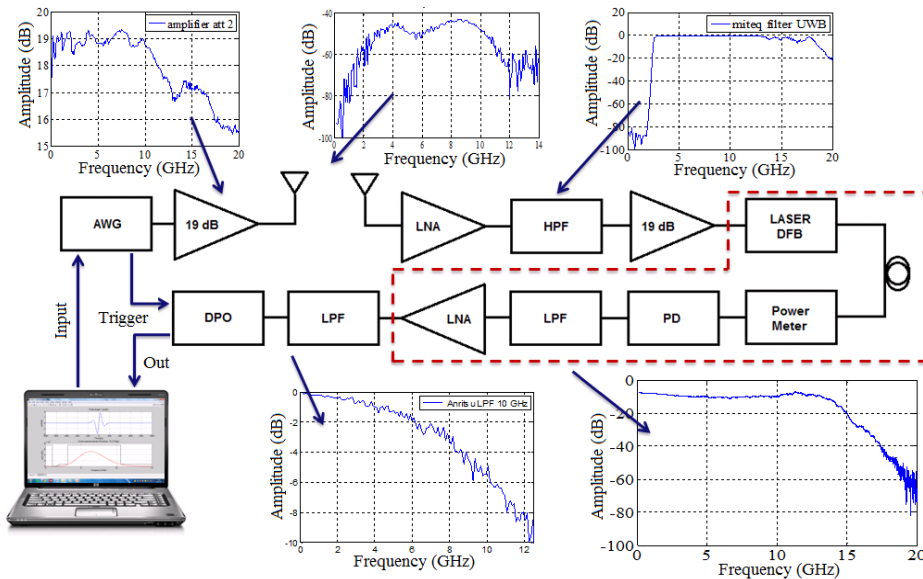 amplifier att 2
Amplitude (dB)
19
18
17
16
15
0
5
10
15
20
Frequency (GHz)
Amplitude (dB)
-40
-60
-80
-100
0
2
4
6
8
10
12
14
Frequency (GHz)
miteq filter UWB
Amplitude (dB)
0
-20
-40
-60
-80
-100
0
5
10
15
20
Frequency (GHz)
AWG
19 dB
LNA
HPF
19 dB
LASER
DFB
Trigger
Input
DPO
LPF
LNA
LPF
PD
Power
Meter
Out
Anritsu LPF 10 GHz
Amplitude (dB)
0
-2
-4
-6
-8
-10
0
2
4
6
8
10
12
Frequency (GHz)
Amplitude (dB)
0
-20
-40
-60
-80
-100
0
5
10
15
20
Frequency (GHz)